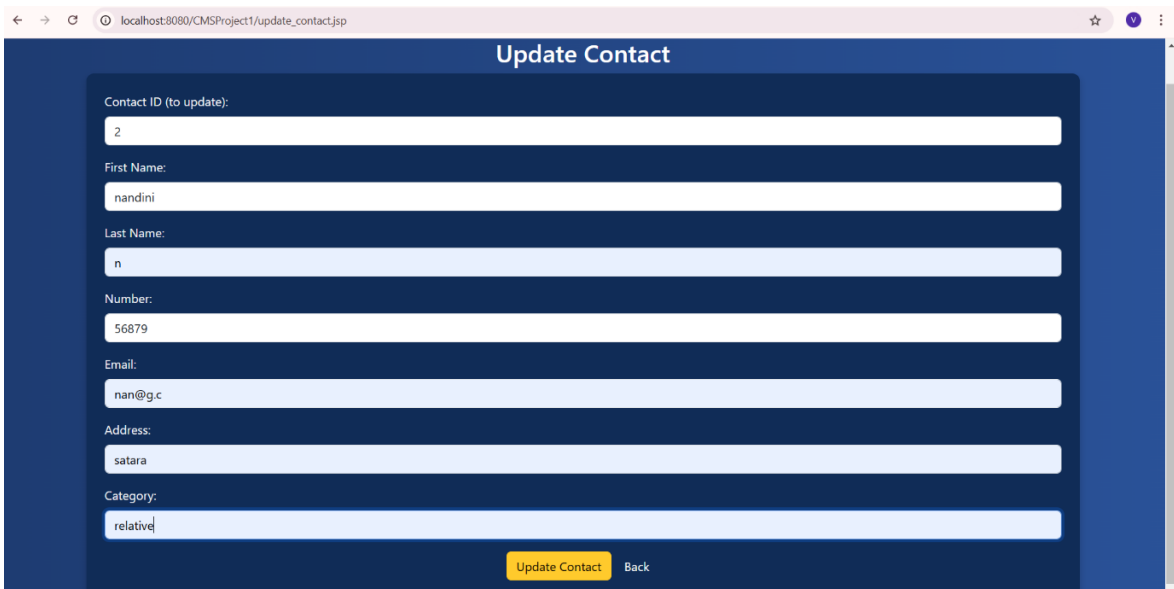 localhost:8080/CMSProject1/update_contact.jsp
V
Update Contact
Contact ID (to update):
2
First Name:
nandini
Last Name:
n
Number:
56879
Email:
nan@g.c
Address:
satara
Category:
relative
Update Contact Back